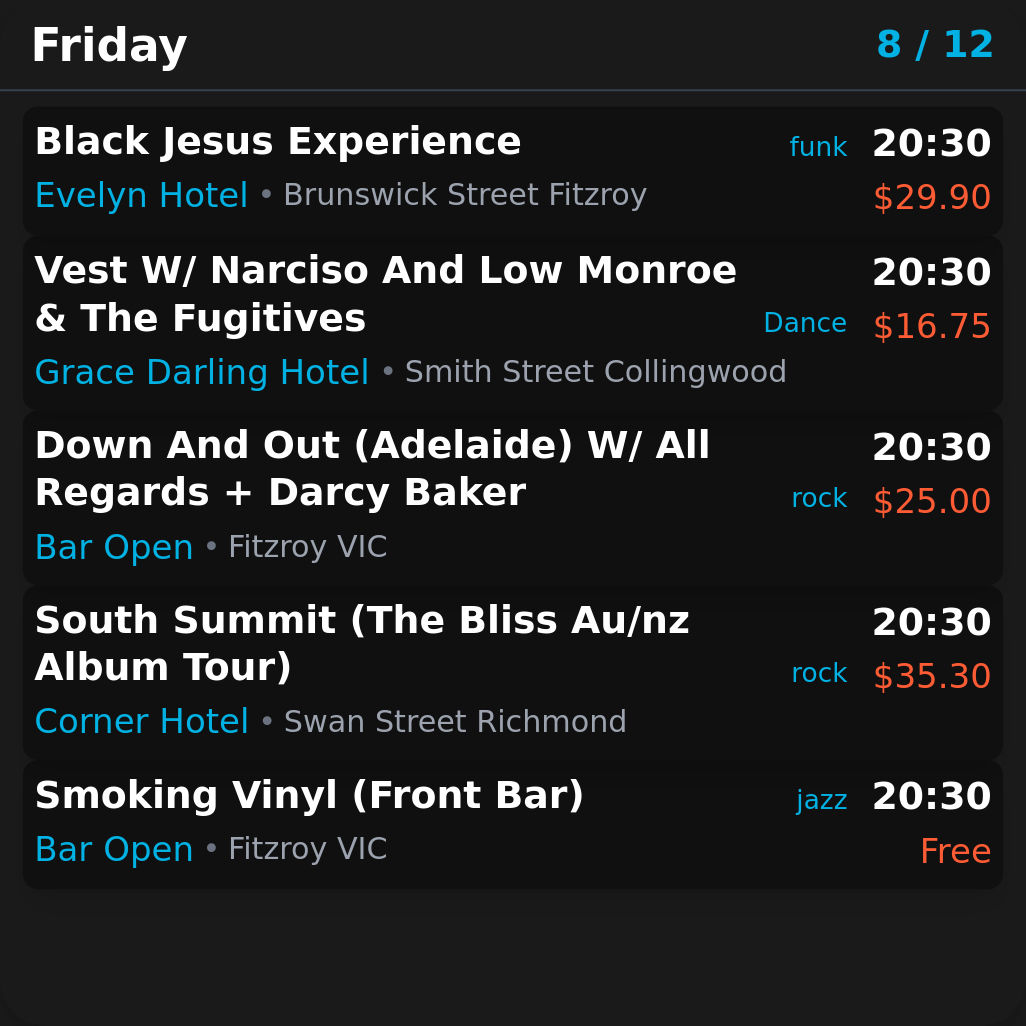 Friday 8 / 12
Black Jesus Experience funk 20:30
Evelyn Hotel • Brunswick Street Fitzroy $29.90
Vest W/ Narciso And Low Monroe 20:30
& The Fugitives Dance $16.75
Grace Darling Hotel • Smith Street Collingwood
Down And Out (Adelaide) W/ All 20:30
Regards + Darcy Baker rock $25.00
Bar Open • Fitzroy VIC
South Summit (The Bliss Au/nz 20:30
Album Tour) rock $35.30
Corner Hotel • Swan Street Richmond
Smoking Vinyl (Front Bar) jazz 20:30
Bar Open • Fitzroy VIC Free